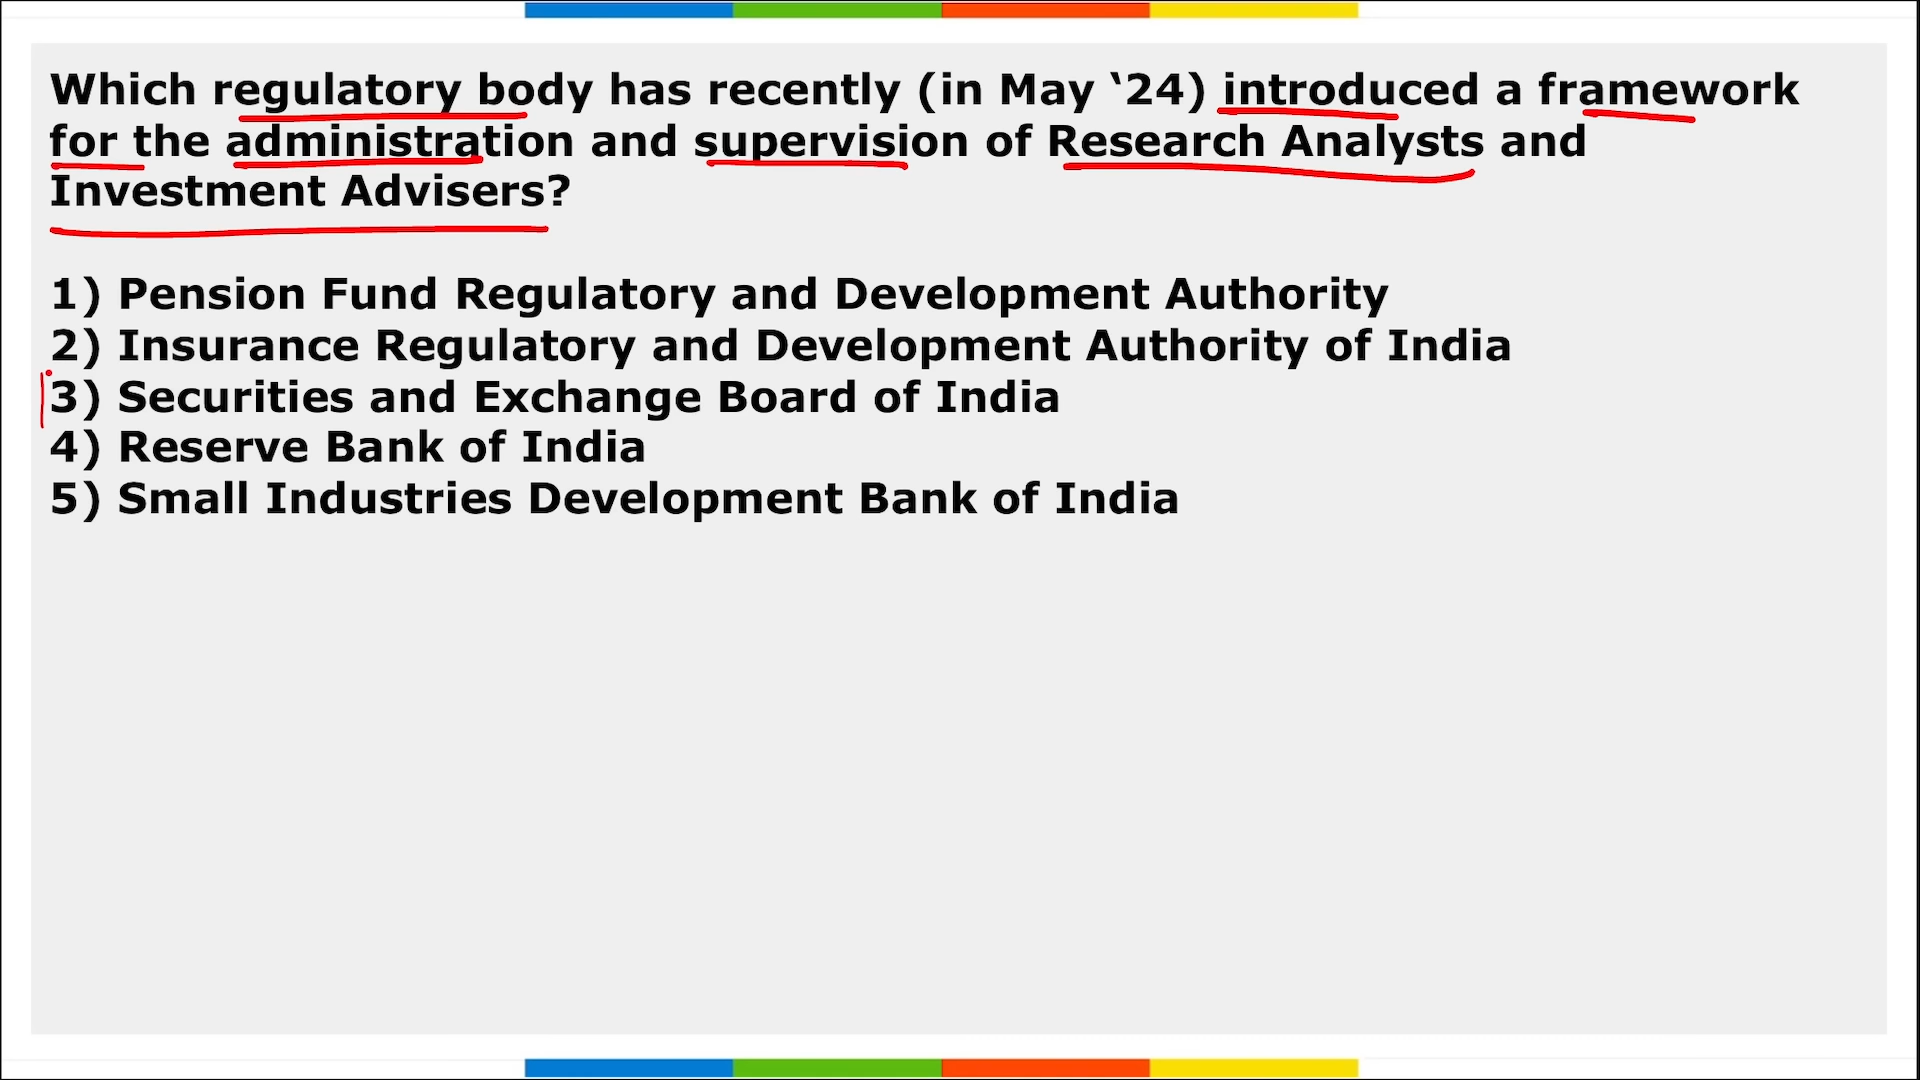 Which regulatory body has recently (in May ‘24) introduced a framework
for the administration and supervision of Research Analysts and
Investment Advisers?
1) Pension Fund Regulatory and Development Authority
2) Insurance Regulatory and Development Authority of India
3) Securities and Exchange Board of India
4) Reserve Bank of India
5) Small Industries Development Bank of India